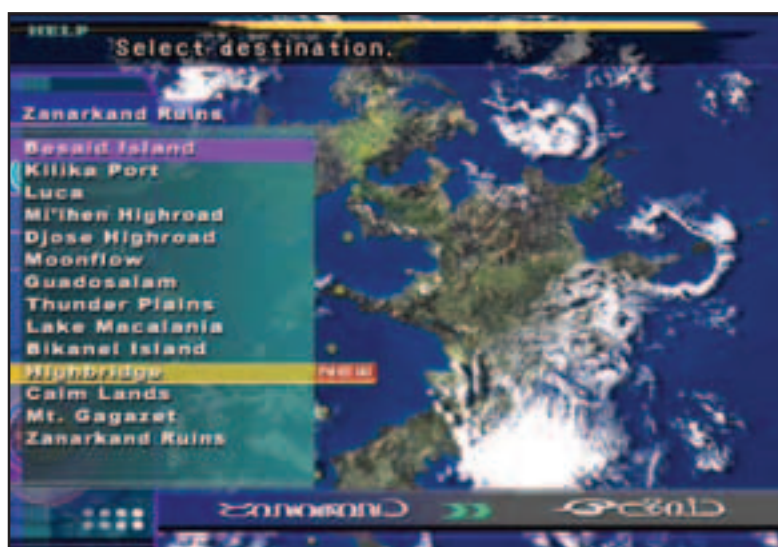 HELP
Select destination.
Zanarkand Ruins
Besaid Island
Kilika Port
Luca
Mi'ihen Highroad
Djose Highroad
Moonflow
Guadosalam
Thunder Plains
Lake Macalania
Bikanel Island
Highbridge NEW
Calm Lands
Mt. Gagazet
Zanarkand Ruins